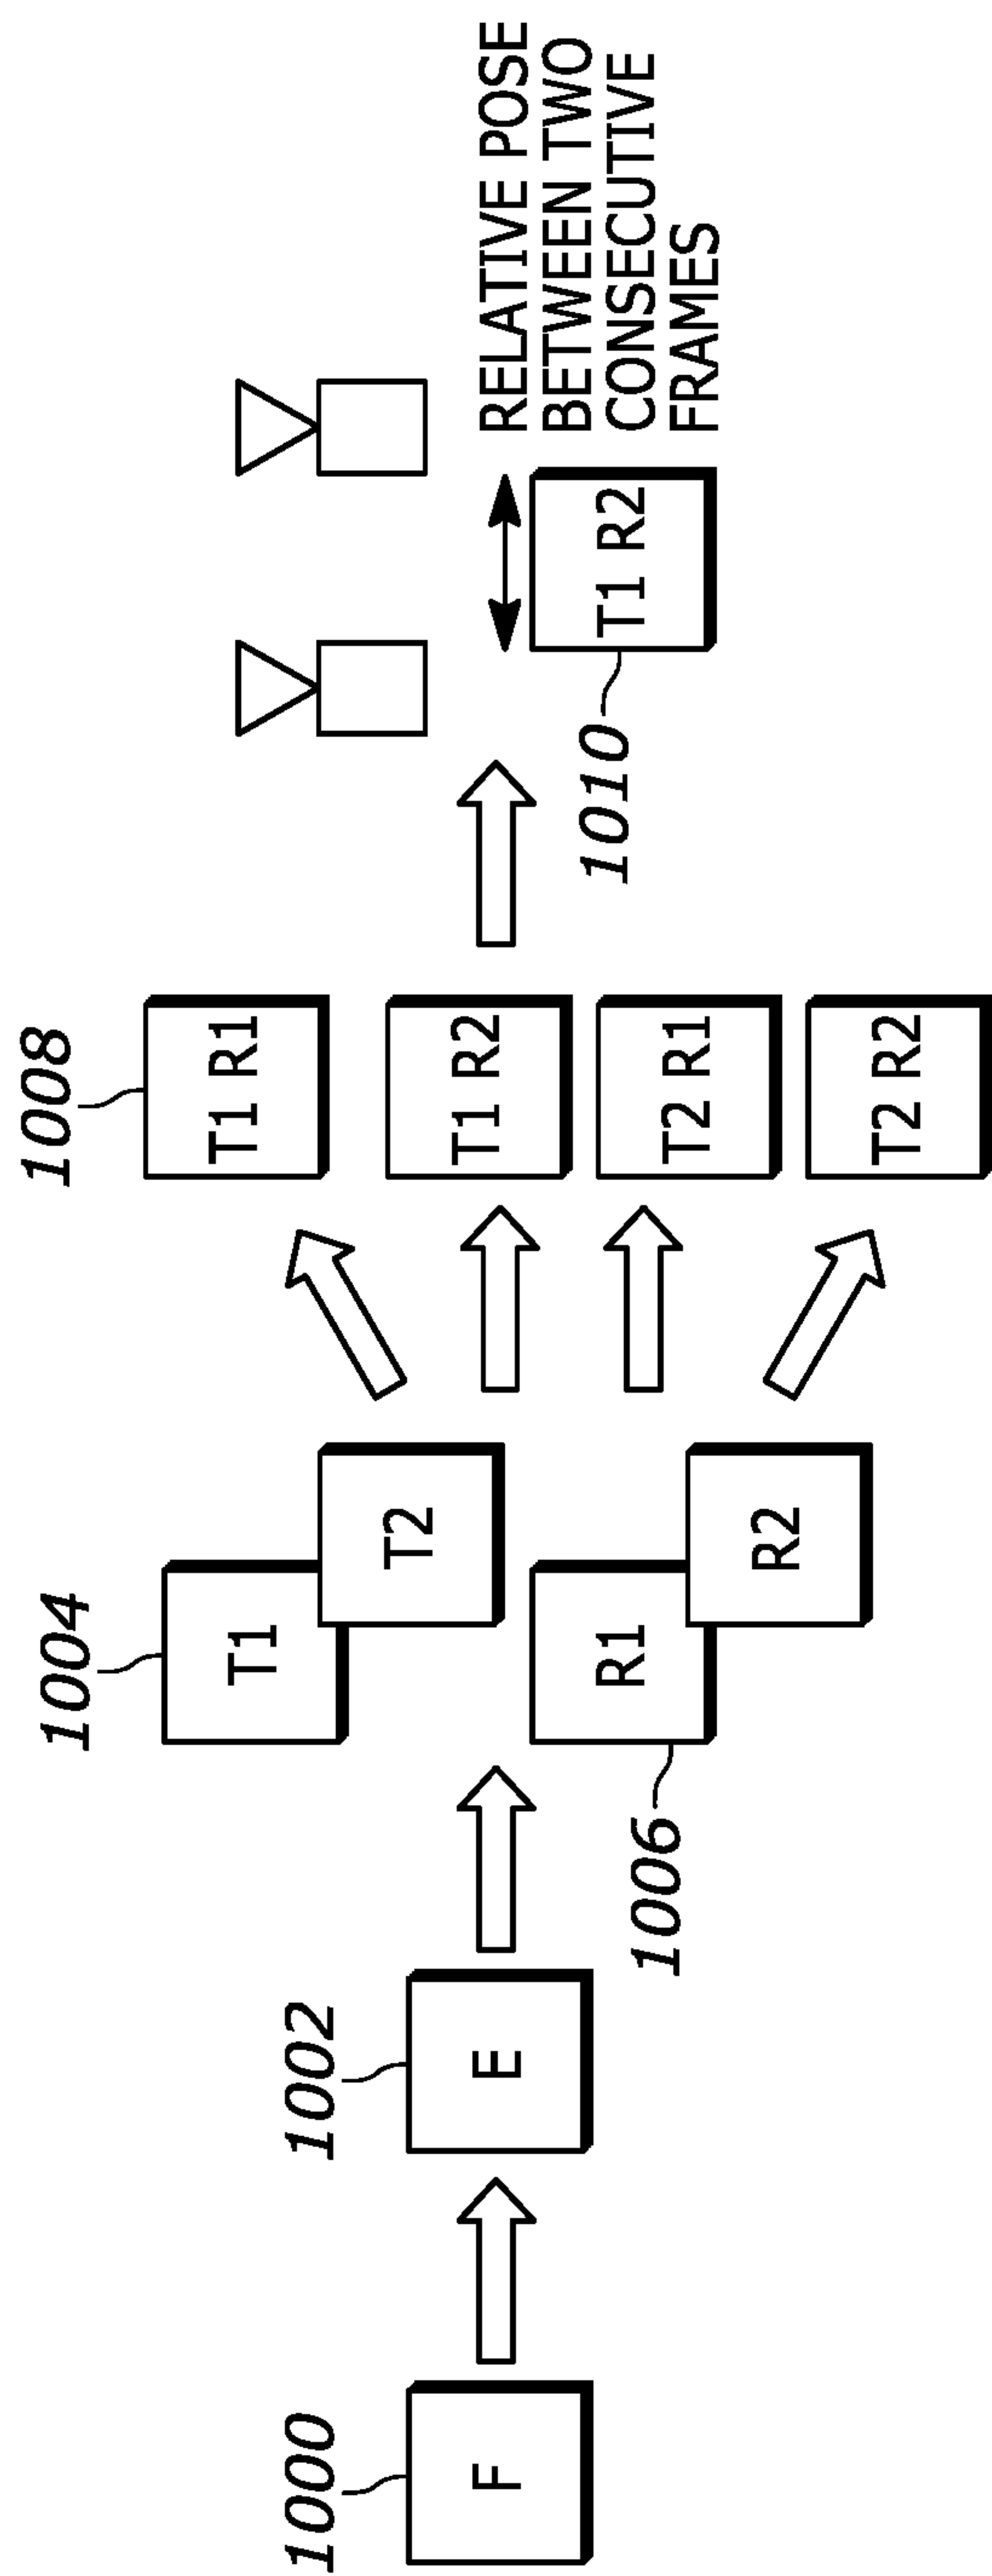 1000
F
1002
E
1004
T1
T2
1006
R1
R2
1008
T1 R1
T1 R2
T2 R1
T2 R2
1010
T1 R2
RELATIVE POSE
BETWEEN TWO
CONSECUTIVE
FRAMES